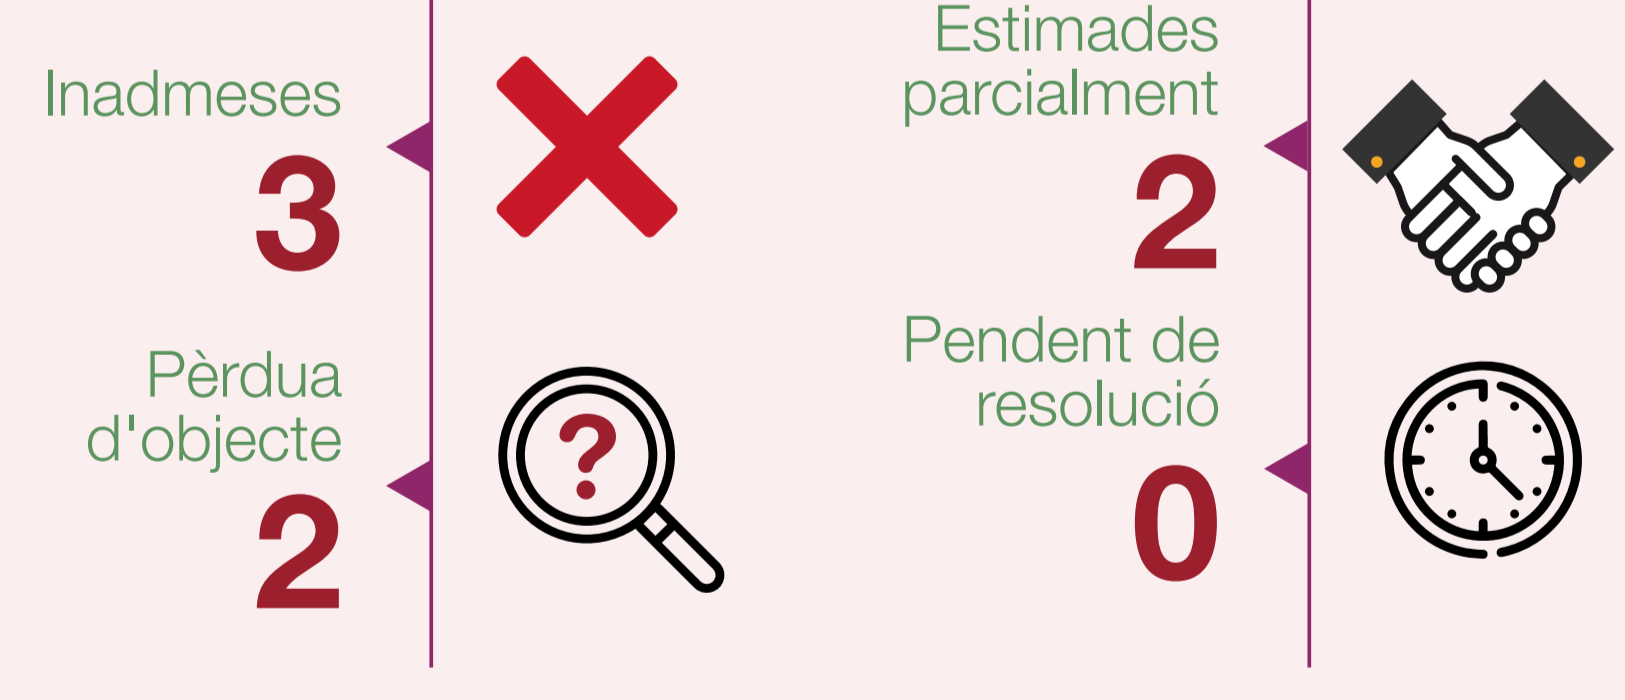 Inadmeses
3
Pèrdua
d'objecte
2
Estimades
parcialment
2
Pendent de
resolució
0